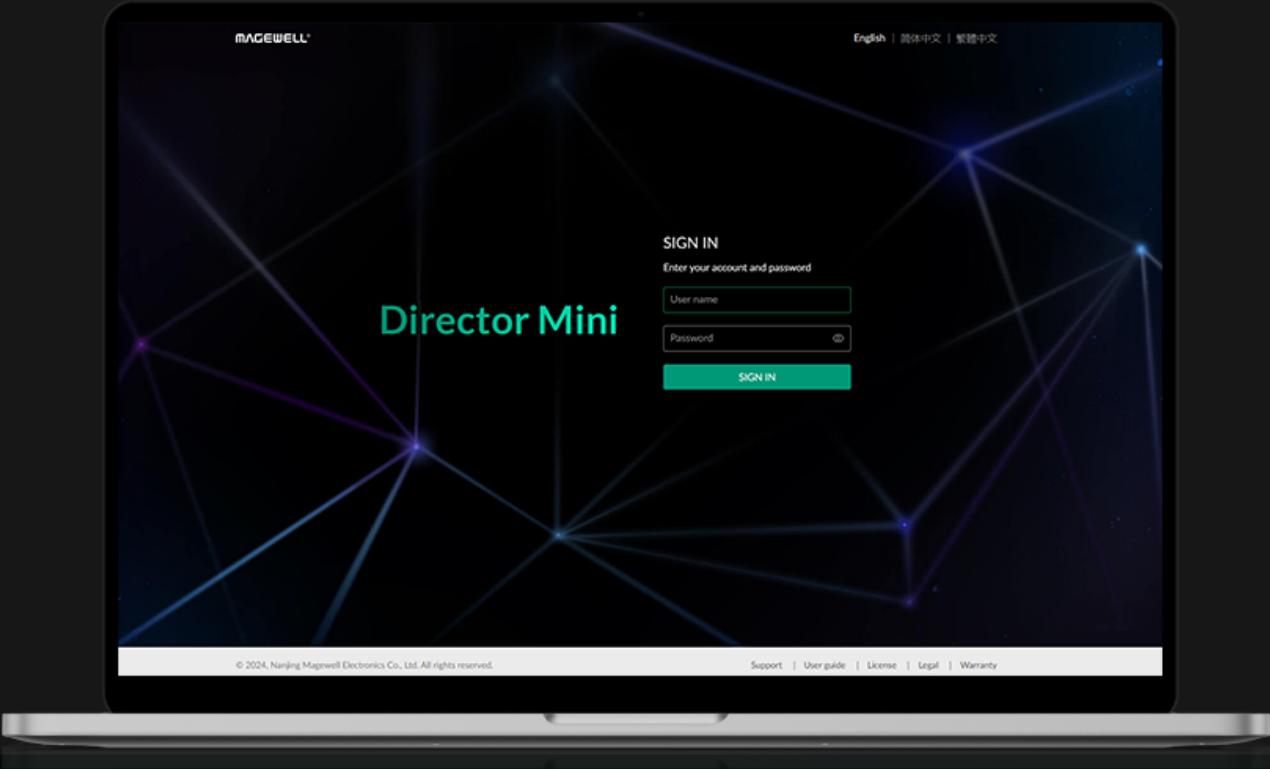 MAGEWELL®
English | 简体中文 | 繁體中文
SIGN IN
Enter your account and password
User name
Director Mini
Password
SIGN IN
© 2024, Nanjing Magewell Electronics Co., Ltd. All rights reserved.
Support | User guide | License | Legal | Warranty